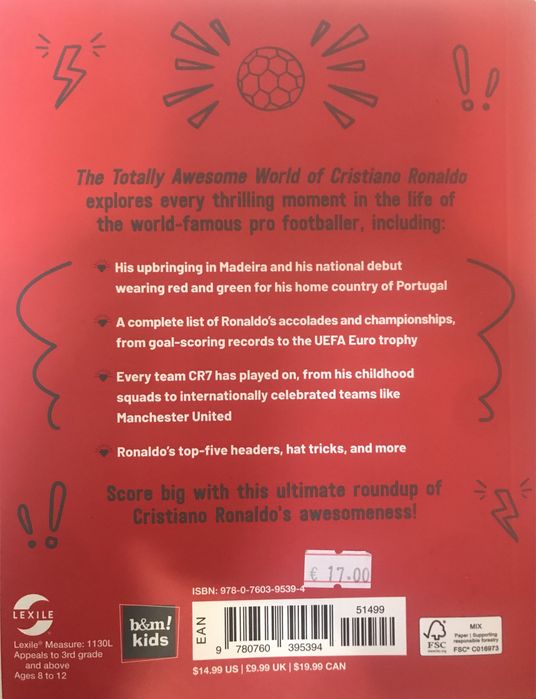 The Totally Awesome World of Cristiano Ronaldo
explores every thrilling moment in the life of
the world-famous pro footballer, including:
His upbringing in Madeira and his national debut
wearing red and green for his home country of Portugal
A complete list of Ronaldo's accolades and championships,
from goal-scoring records to the UEFA Euro trophy
Every team CR7 has played on, from his childhood
squads to internationally celebrated teams like
Manchester United
Ronaldo's top-five headers, hat tricks, and more
Score big with this ultimate roundup of
Cristiano Ronaldo's awesomeness!
€ 17.00
ISBN: 978-0-7603-9539-4
EAN
51499
9 780760 395394
$14.99 US | £9.99 UK | $19.99 CAN
LEXILE
Lexile® Measure: 1130L
Appeals to 3rd grade
and above
Ages 8 to 12
b&m!
kids
FSC
www.fsc.org
MIX
Paper | Supporting
responsible forestry
FSC® C016973